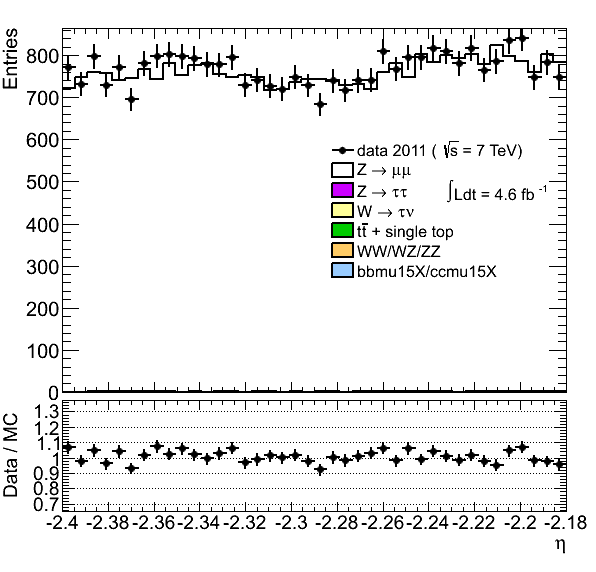 Entries
800
700
600
500
400
300
200
100
0
data 2011 ( √s = 7 TeV)
Z → μμ
Z → ττ
∫Ldt = 4.6 fb⁻¹
W → τν
tt̄ + single top
WW/WZ/ZZ
bbmu15X/ccmu15X
Data / MC
1.3
1.2
1.1
1
0.9
0.8
0.7
-2.4 -2.38 -2.36 -2.34 -2.32 -2.3 -2.28 -2.26 -2.24 -2.22 -2.2 -2.18
η